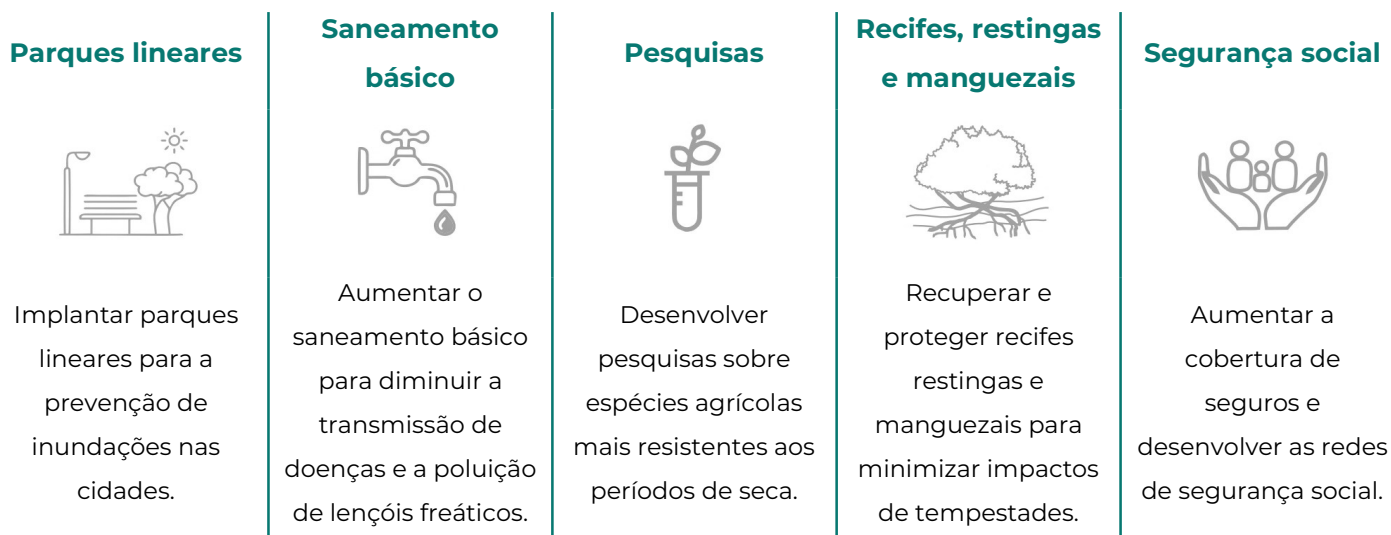 Parques lineares
Implantar parques
lineares para a
prevenção de
inundações nas
cidades.
Saneamento
básico
Aumentar o
saneamento básico
para diminuir a
transmissão de
doenças e a poluição
de lençóis freáticos.
Pesquisas
Desenvolver
pesquisas sobre
espécies agrícolas
mais resistentes aos
períodos de seca.
Recifes, restingas
e manguezais
Recuperar e
proteger recifes
restingas e
manguezais para
minimizar impactos
de tempestades.
Segurança social
Aumentar a
cobertura de
seguros e
desenvolver as redes
de segurança social.